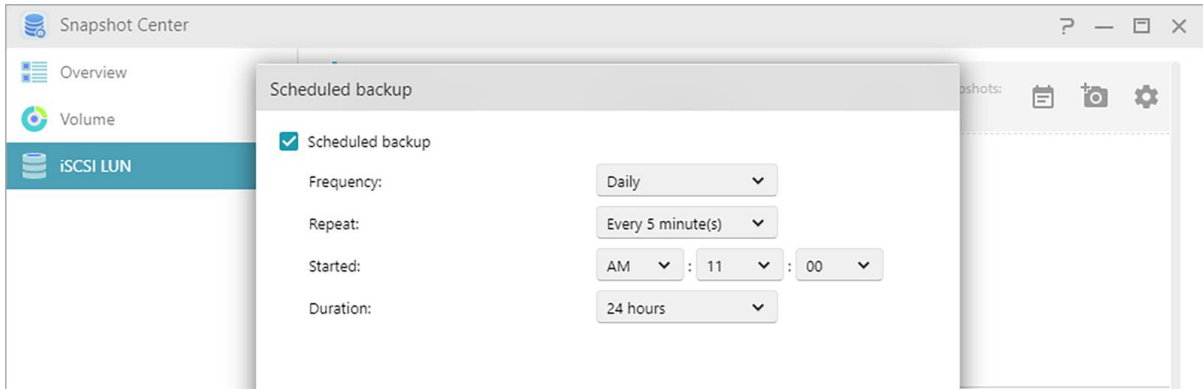 Snapshot Center
Overview
Volume
iSCSI LUN
Scheduled backup
Scheduled backup
Frequency: Daily
Repeat: Every 5 minute(s)
Started: AM : 11 : 00
Duration: 24 hours